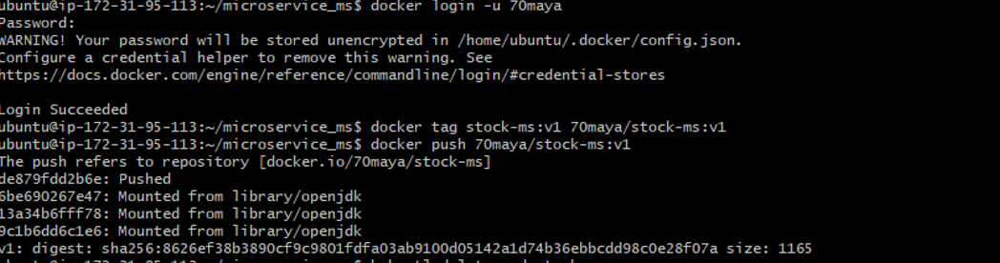 ubuntu@ip-172-31-95-113:~/microservice_ms$ docker login -u 70maya
Password:
WARNING! Your password will be stored unencrypted in /home/ubuntu/.docker/config.json.
Configure a credential helper to remove this warning. See
https://docs.docker.com/engine/reference/commandline/login/#credential-stores
Login Succeeded
ubuntu@ip-172-31-95-113:~/microservice_ms$ docker tag stock-ms:v1 70maya/stock-ms:v1
ubuntu@ip-172-31-95-113:~/microservice_ms$ docker push 70maya/stock-ms:v1
The push refers to repository [docker.io/70maya/stock-ms]
de879fdd2b6e: Pushed
6be690267e47: Mounted from library/openjdk
13a34b6fff78: Mounted from library/openjdk
9c1b6dd6c1e6: Mounted from library/openjdk
v1: digest: sha256:8626ef38b3890cf9c9801fdfa03ab9100d05142a1d74b36ebbcdd98c0e28f07a size: 1165